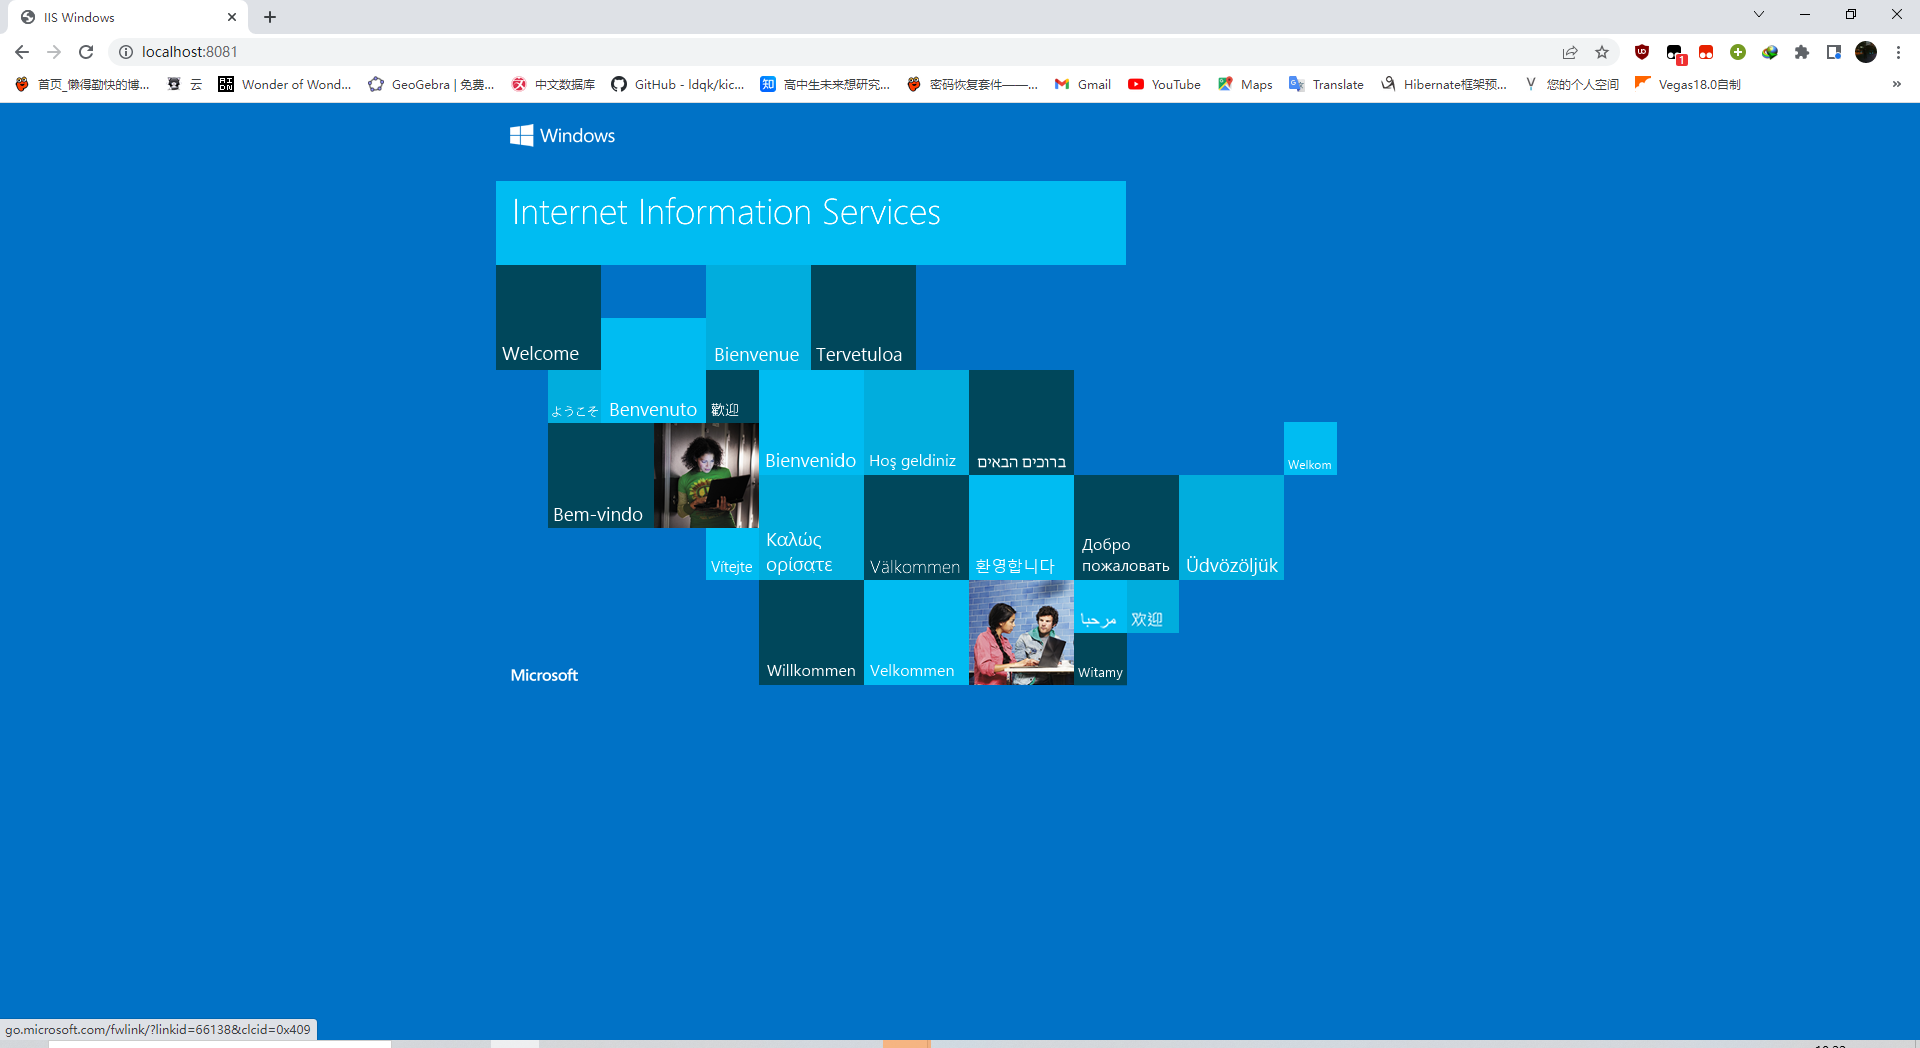 IIS Windows
localhost:8081
1
首页_懒得勤快的博...
云
Wonder of Wond...
GeoGebra | 免费...
中文数据库
GitHub - ldqk/kic...
知
高中生未来想研究...
密码恢复套件——...
Gmail
YouTube
Maps
Translate
Hibernate框架预...
您的个人空间
Vegas18.0自制
»
Windows
Internet Information Services
Welcome
Bienvenue
Tervetuloa
ようこそ
Benvenuto
歡迎
Bienvenido
Hoş geldiniz
ברוכים הבאים
Welkom
Bem-vindo
Vítejte
Καλώς
ορίσατε
Välkommen
환영합니다
Добро
пожаловать
Üdvözöljük
مرحبا
欢迎
Willkommen
Velkommen
Witamy
Microsoft
go.microsoft.com/fwlink/?linkid=66138&clcid=0x409